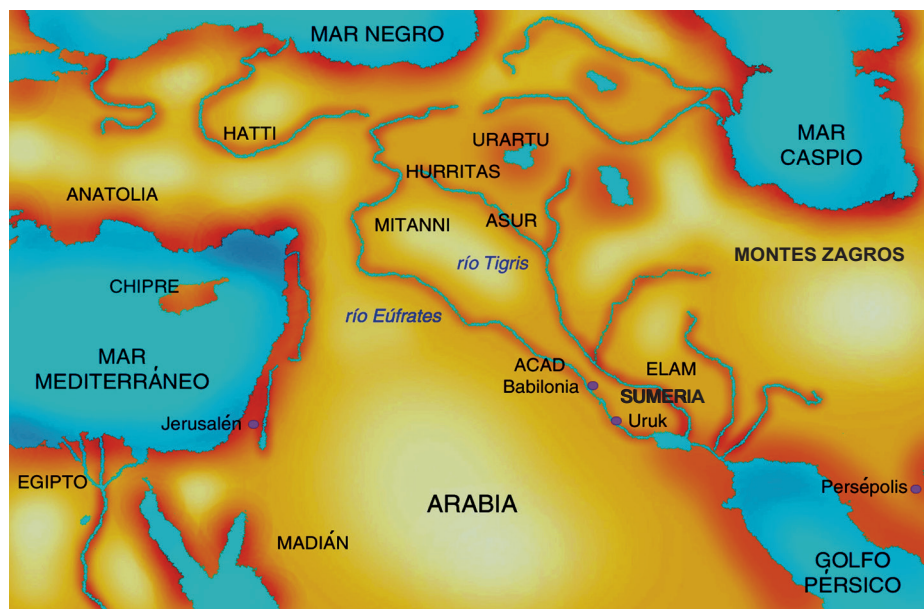 MAR NEGRO
HATTI
URARTU
MAR
CASPIO
HURRITAS
ANATOLIA
MITANNI
ASUR
MONTES ZAGROS
río Tigris
CHIPRE
río Eúfrates
MAR
MEDITERRÁNEO
ACAD
Babilonia
ELAM
SUMERIA
Jerusalén
Uruk
EGIPTO
Persépolis
ARABIA
MADIÁN
GOLFO
PÉRSICO